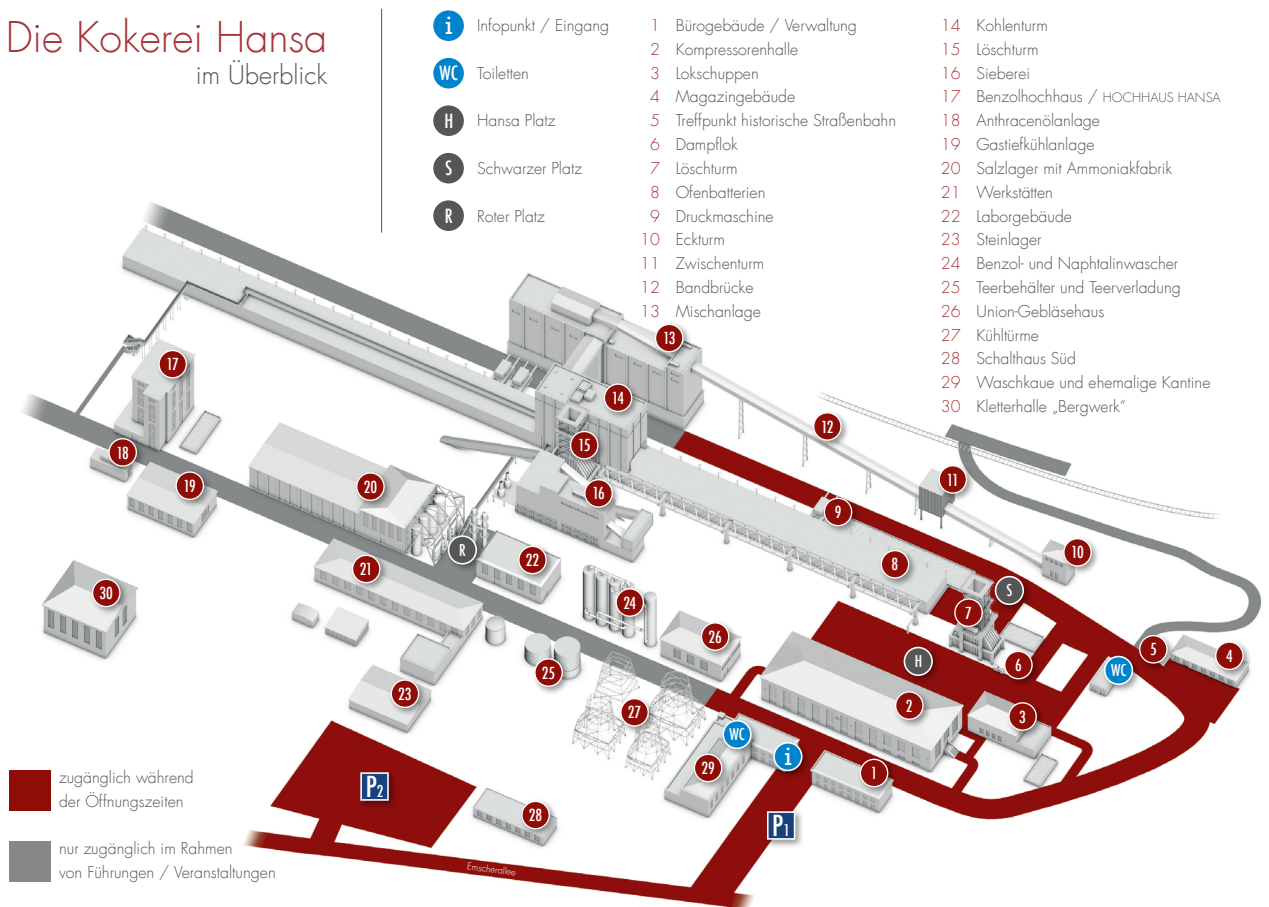 Die Kokerei Hansa
im Überblick
i Infopunkt / Eingang
WC Toiletten
H Hansa Platz
S Schwarzer Platz
R Roter Platz
1 Bürogebäude / Verwaltung
2 Kompressorenhalle
3 Lokschuppen
4 Magazingebäude
5 Treffpunkt historische Straßenbahn
6 Dampflok
7 Löschturm
8 Ofenbatterien
9 Druckmaschine
10 Eckturm
11 Zwischenturm
12 Bandbrücke
13 Mischanlage
14 Kohlenturm
15 Löschturm
16 Sieberei
17 Benzolhochhaus / HOCHHAUS HANSA
18 Anthracenölanlage
19 Gastiefkühlanlage
20 Salzlager mit Ammoniakfabrik
21 Werkstätten
22 Laborgebäude
23 Steinlager
24 Benzol- und Naphtalinwascher
25 Teerbehälter und Teerverladung
26 Union-Gebläsehaus
27 Kühltürme
28 Schalthaus Süd
29 Waschkaue und ehemalige Kantine
30 Kletterhalle „Bergwerk“
13
17
14
12
15
18
11
16
19
20
9
10
R
22
8
21
S
30
24
7
26
H
6
5
4
WC
25
23
27
2
3
WC
29
i
1
P2
28
P1
zugänglich während
der Öffnungszeiten
nur zugänglich im Rahmen
von Führungen / Veranstaltungen
Emscherallee